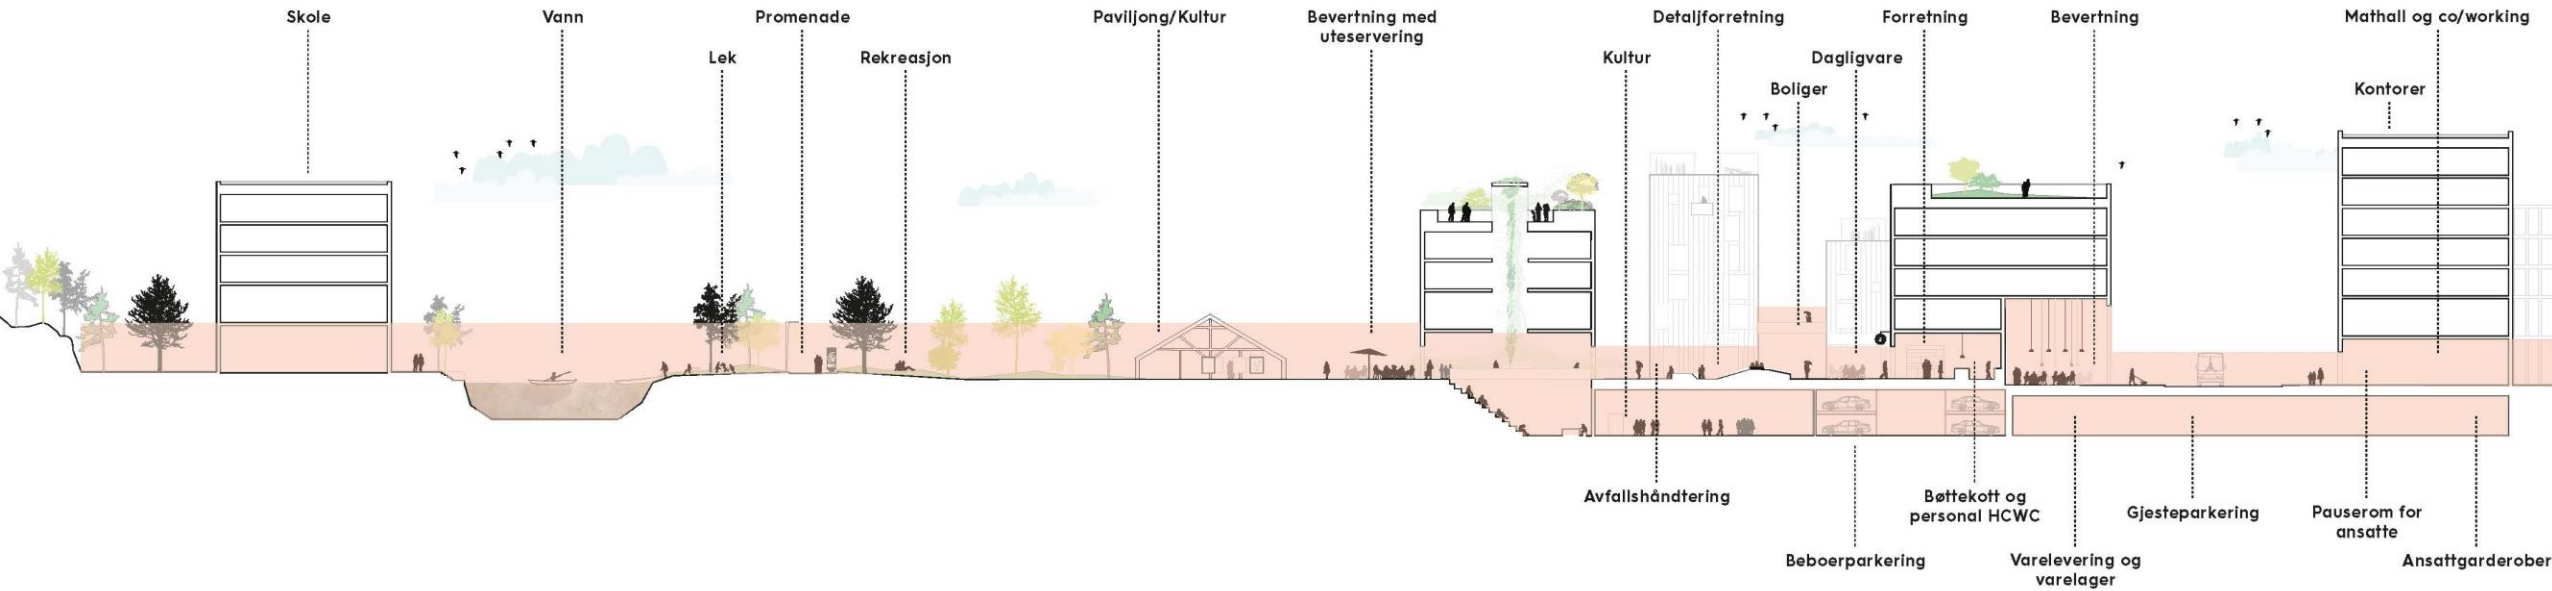 Skole
Vann
Promenade
Paviljong/Kultur
Bevertning med
uteservering
Detaljforretning
Forretning
Bevertning
Mathall og co/working
Lek
Rekreasjon
Kultur
Dagligvare
Boliger
Kontorer
Avfallshåndtering
Bøttekott og
personal HCWC
Gjesteparkering
Pauserom for
ansatte
Beboerparkering
Varelevering og
varelager
Ansattgarderober